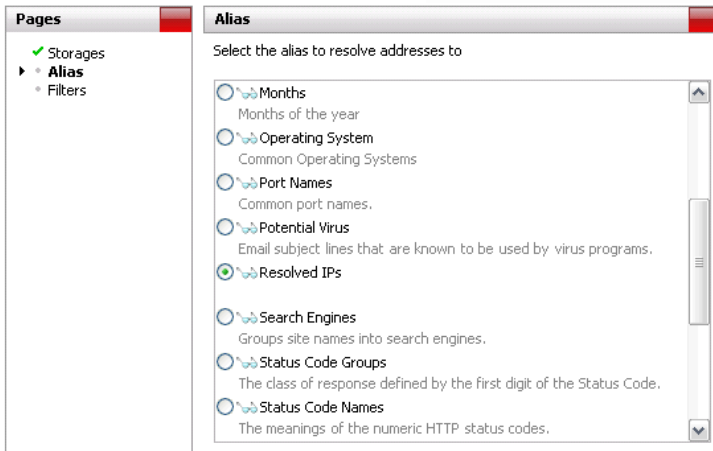 Pages
Storages
Alias
Filters
Alias
Select the alias to resolve addresses to
Months
Months of the year
Operating System
Common Operating Systems
Port Names
Common port names.
Potential Virus
Email subject lines that are known to be used by virus programs.
Resolved IPs
Search Engines
Groups site names into search engines.
Status Code Groups
The class of response defined by the first digit of the Status Code.
Status Code Names
The meanings of the numeric HTTP status codes.